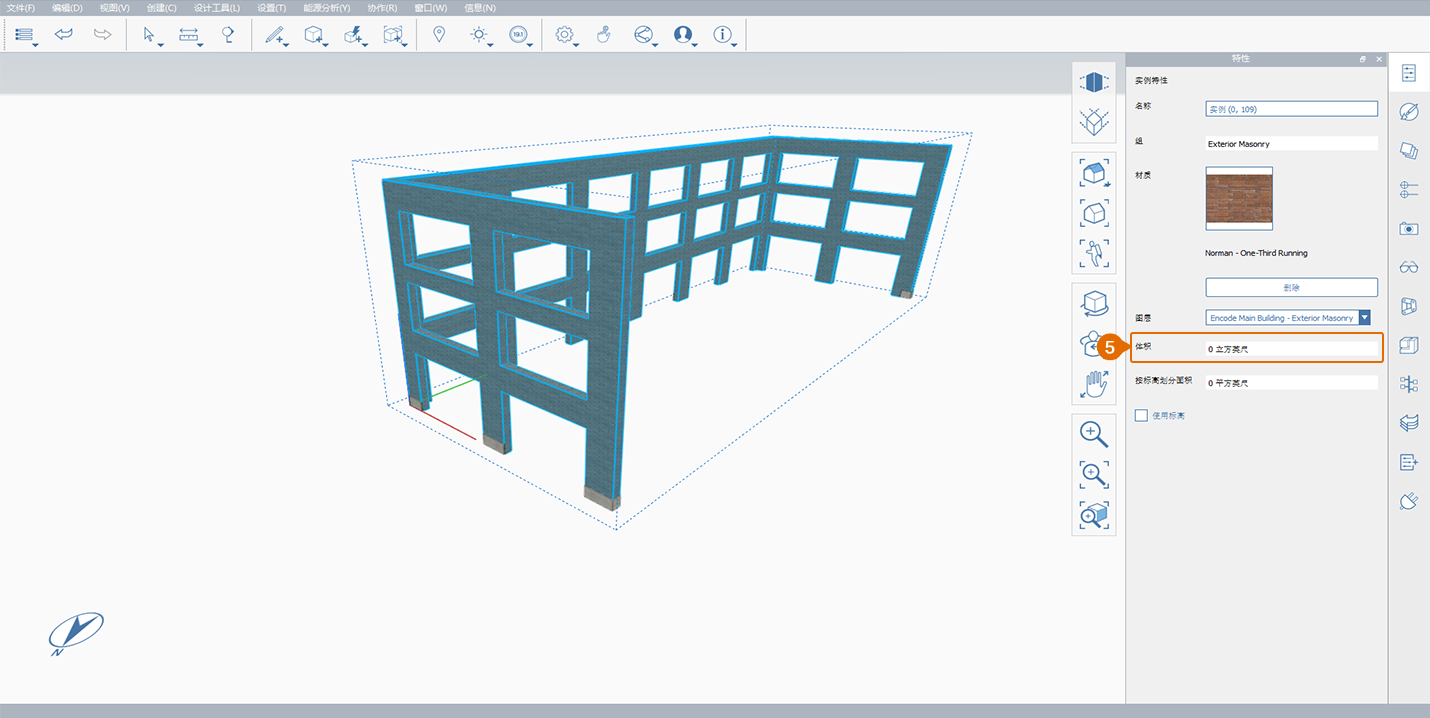 文件(F) 编辑(D) 视图(V) 创建(C) 设计工具(L) 设置(T) 能源分析(Y) 协作(R) 窗口(W) 信息(N)
19.1
特性
实例特性
名称 实例 (0, 109)
组 Exterior Masonry
材质
Norman - One-Third Running
删除
图层 Encode Main Building - Exterior Masonry
5 体积 0 立方英尺
按标高划分面积 0 平方英尺
使用标高
N